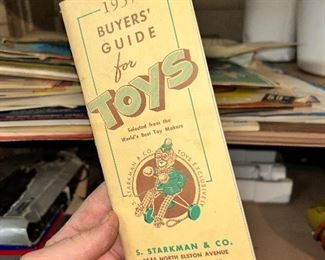 BUYERS'
GUIDE
for
TOYS
Selected from the
World's Best Toy Makers
S. STARKMAN & CO. TOYS EXCLUSIVELY
S. STARKMAN & CO.
NORTH ELSTON AVENUE